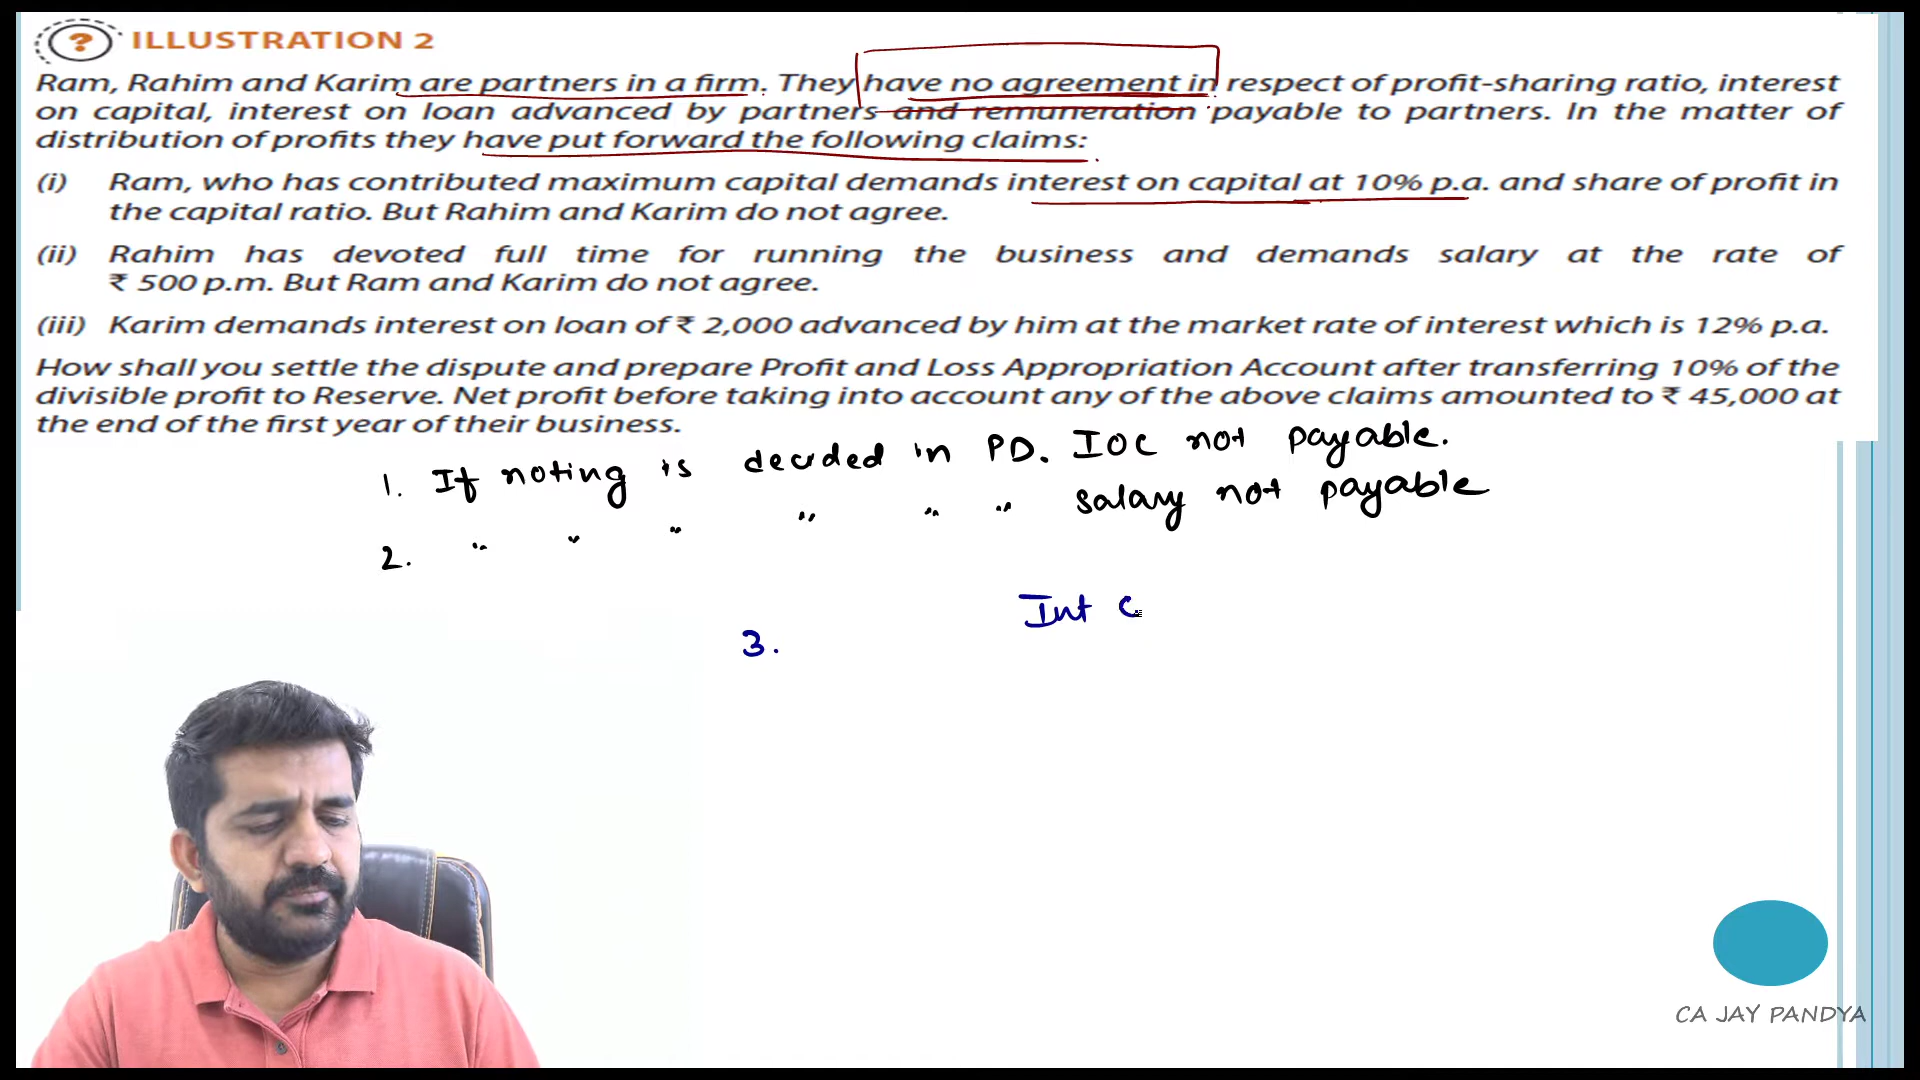 ? ILLUSTRATION 2
Ram, Rahim and Karim are partners in a firm. They have no agreement in respect of profit-sharing ratio, interest
on capital, interest on loan advanced by partners and remuneration payable to partners. In the matter of
distribution of profits they have put forward the following claims:
(i) Ram, who has contributed maximum capital demands interest on capital at 10% p.a. and share of profit in
the capital ratio. But Rahim and Karim do not agree.
(ii) Rahim has devoted full time for running the business and demands salary at the rate of
₹ 500 p.m. But Ram and Karim do not agree.
(iii) Karim demands interest on loan of ₹ 2,000 advanced by him at the market rate of interest which is 12% p.a.
How shall you settle the dispute and prepare Profit and Loss Appropriation Account after transferring 10% of the
divisible profit to Reserve. Net profit before taking into account any of the above claims amounted to ₹ 45,000 at
the end of the first year of their business.
1. If noting is decided in PD. IOC not payable.
2. " " " " " " salary not payable
3. Int
CA JAY PANDYA